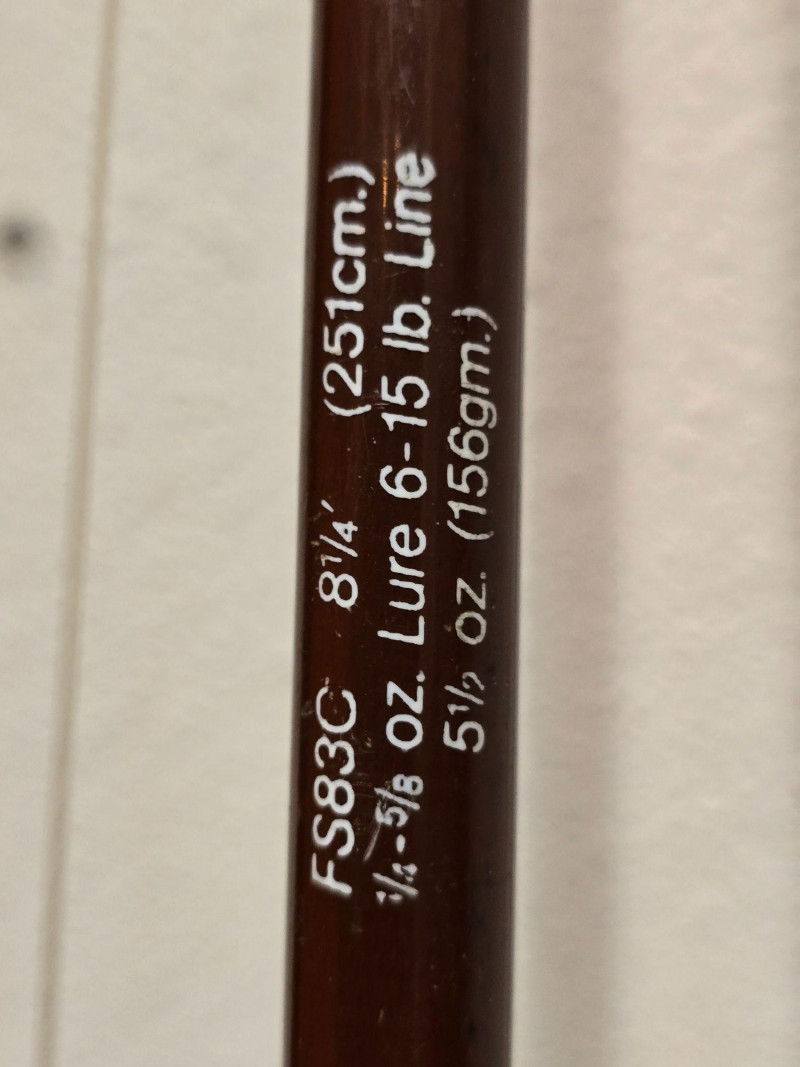 FS83C 8¼′ (251cm.)
¼-⅝ oz. Lure 6-15 lb. Line
5½ oz. (156gm.)